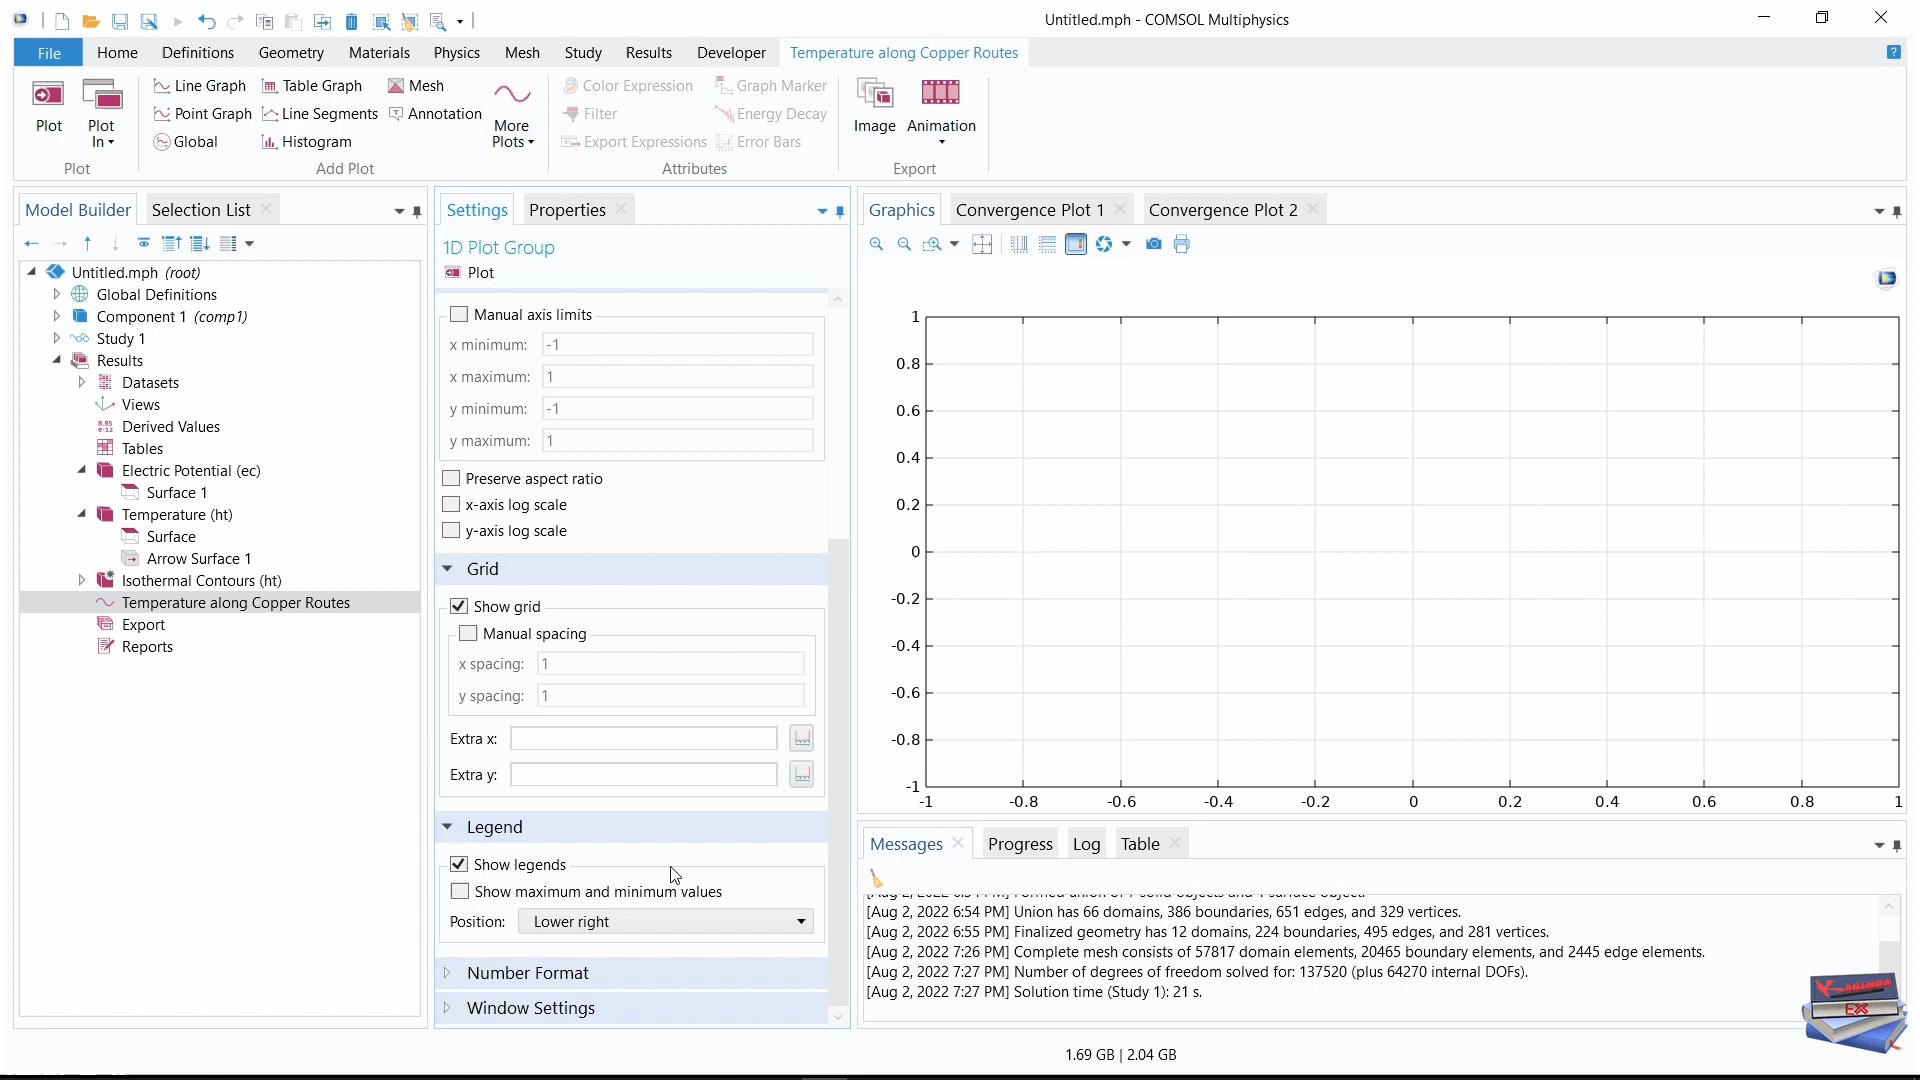 Untitled.mph - COMSOL Multiphysics
File Home Definitions Geometry Materials Physics Mesh Study Results Developer Temperature along Copper Routes
Plot
Plot In
Plot
Line Graph
Point Graph
Global
Table Graph
Line Segments
Histogram
Mesh
Annotation
More Plots
Add Plot
Color Expression
Filter
Export Expressions
Graph Marker
Energy Decay
Error Bars
Attributes
Image
Animation
Export
Model Builder Selection List
Untitled.mph (root)
Global Definitions
Component 1 (comp1)
Study 1
Results
Datasets
Views
8.85 e-12 Derived Values
Tables
Electric Potential (ec)
Surface 1
Temperature (ht)
Surface
Arrow Surface 1
Isothermal Contours (ht)
Temperature along Copper Routes
Export
Reports
Settings Properties
1D Plot Group
Plot
Manual axis limits
x minimum: -1
x maximum: 1
y minimum: -1
y maximum: 1
Preserve aspect ratio
x-axis log scale
y-axis log scale
Grid
Show grid
Manual spacing
x spacing: 1
y spacing: 1
Extra x:
Extra y:
Legend
Show legends
Show maximum and minimum values
Position: Lower right
Number Format
Window Settings
Graphics Convergence Plot 1 Convergence Plot 2
1
0.8
0.6
0.4
0.2
0
-0.2
-0.4
-0.6
-0.8
-1
-1 -0.8 -0.6 -0.4 -0.2 0 0.2 0.4 0.6 0.8 1
Messages Progress Log Table
[Aug 2, 2022 6:54 PM] Union has 66 domains, 386 boundaries, 651 edges, and 329 vertices.
[Aug 2, 2022 6:55 PM] Finalized geometry has 12 domains, 224 boundaries, 495 edges, and 281 vertices.
[Aug 2, 2022 7:26 PM] Complete mesh consists of 57817 domain elements, 20465 boundary elements, and 2445 edge elements.
[Aug 2, 2022 7:27 PM] Number of degrees of freedom solved for: 137520 (plus 64270 internal DOFs).
[Aug 2, 2022 7:27 PM] Solution time (Study 1): 21 s.
EX
1.69 GB | 2.04 GB